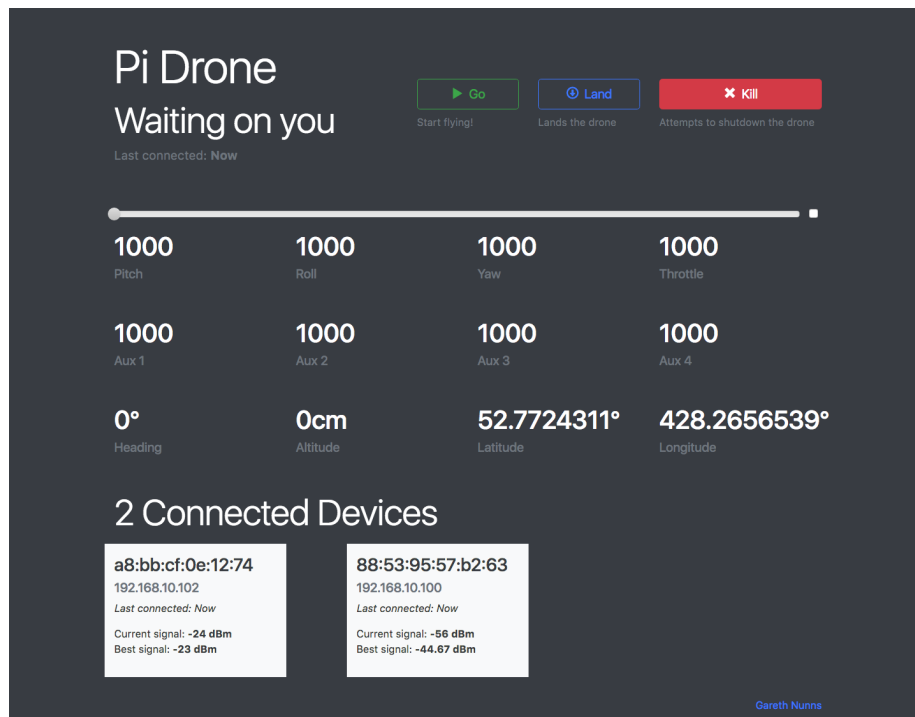 Pi Drone
Waiting on you
Last connected: Now
Go
Land
Kill
Start flying!
Lands the drone
Attempts to shutdown the drone
1000
1000
1000
1000
Pitch
Roll
Yaw
Throttle
1000
1000
1000
1000
Aux 1
Aux 2
Aux 3
Aux 4
0°
0cm
52.7724311°
428.2656539°
Heading
Altitude
Latitude
Longitude
2 Connected Devices
a8:bb:cf:0e:12:74
192.168.10.102
Last connected: Now
Current signal: -24 dBm
Best signal: -23 dBm
88:53:95:57:b2:63
192.168.10.100
Last connected: Now
Current signal: -56 dBm
Best signal: -44.67 dBm
Gareth Nunns